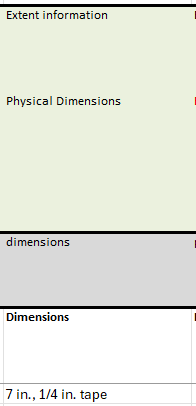 Extent information
Physical Dimensions
dimensions
Dimensions
7 in., 1/4 in. tape